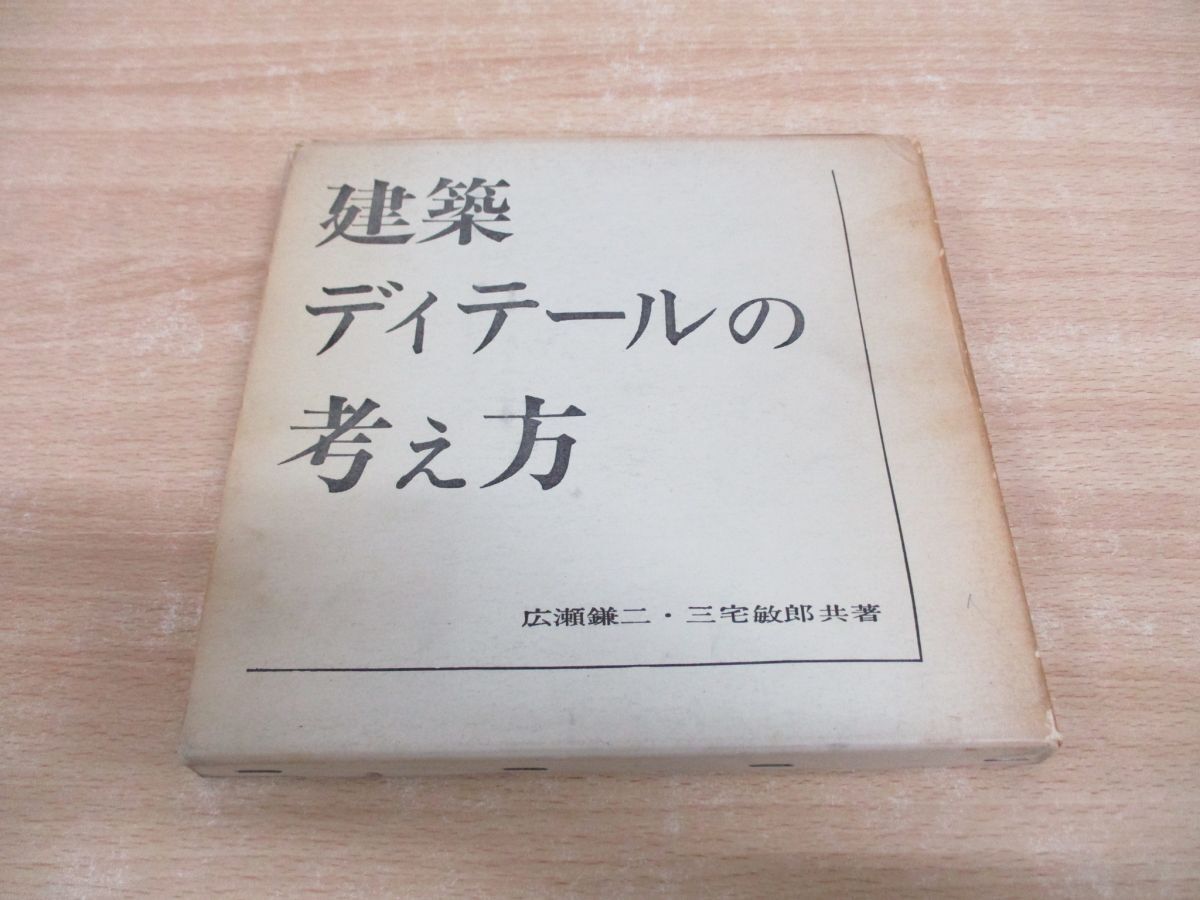 建築
ディテールの
考え方
広瀬鎌二・三宅敏郎共著